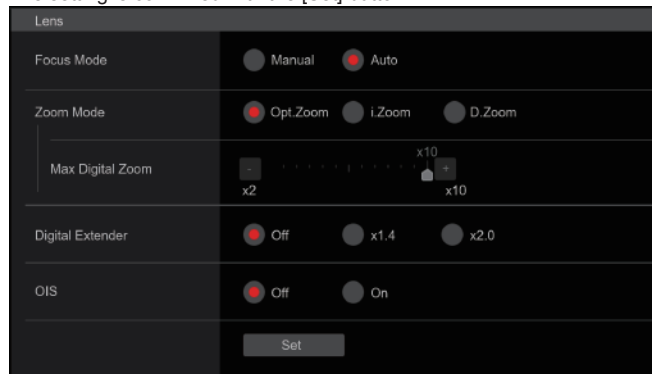 Lens
Focus Mode Manual Auto
Zoom Mode Opt.Zoom i.Zoom D.Zoom
x10
Max Digital Zoom - +
x2 x10
Digital Extender Off x1.4 x2.0
OIS Off On
Set